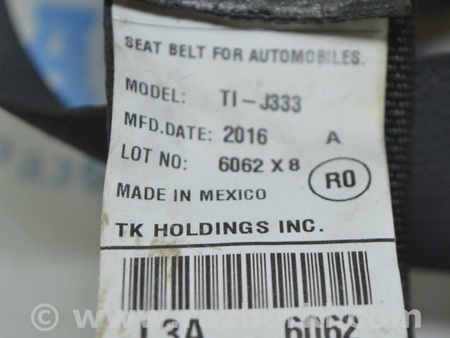 SEAT BELT FOR AUTOMOBILES.
MODEL: TI-J333
MFD.DATE: 2016 A
LOT NO: 6062 X 8
RO
MADE IN MEXICO
TK HOLDINGS INC.
L3A 6062